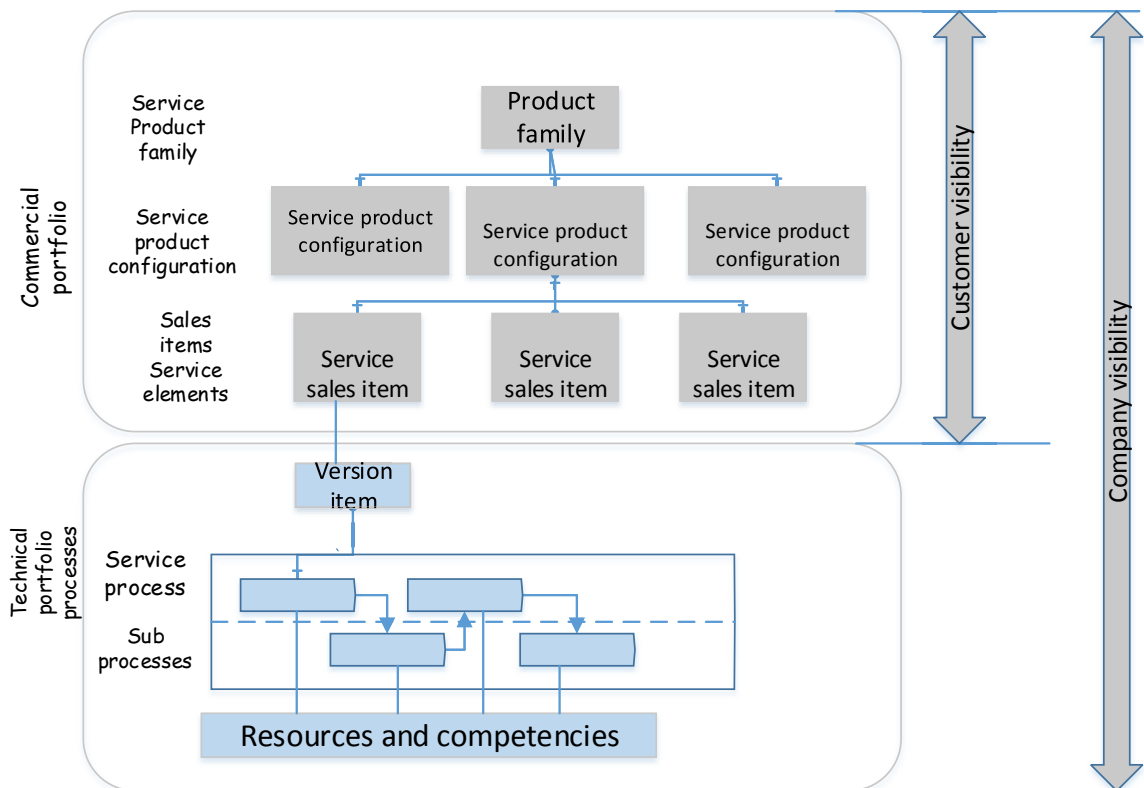 Service
Product
family
Product
family
Commercial
portfolio
Service
product
configuration
Service product
configuration
Service product
configuration
Service product
configuration
Sales
items
Service
elements
Service
sales item
Service
sales item
Service
sales item
Customer visibility
Company visibility
Technical
portfolio
processes
Version
item
Service
process
Sub
processes
Resources and competencies